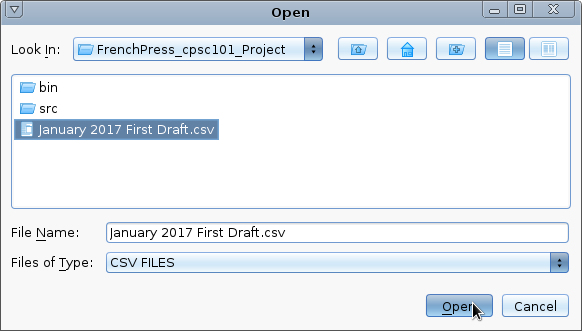 Open
Look In: FrenchPress_cpsc101_Project
bin
src
January 2017 First Draft.csv
File Name: January 2017 First Draft.csv
Files of Type: CSV FILES
Open Cancel